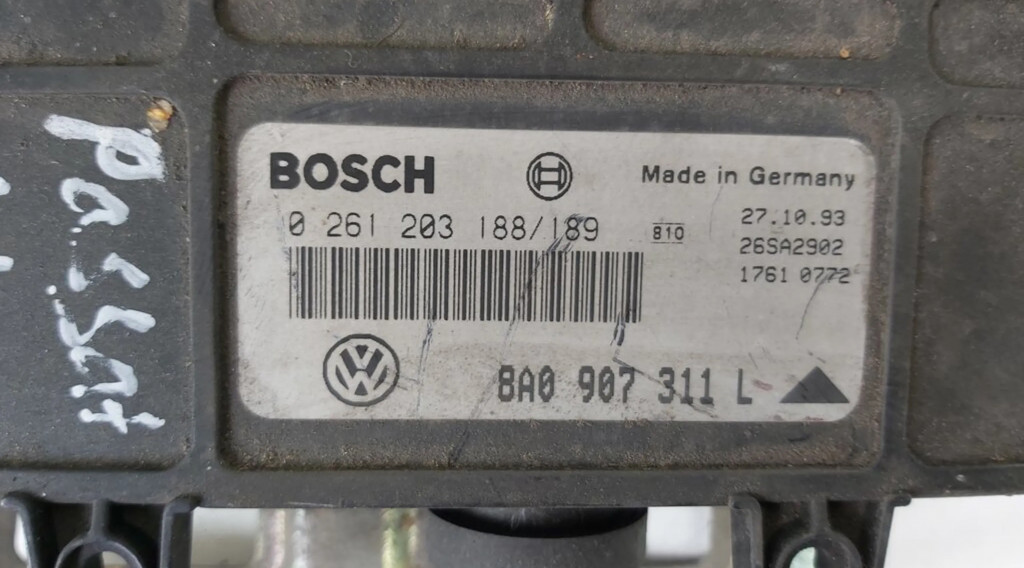 Passat
BOSCH
Made in Germany
0 261 203 188/189
810
27.10.93
26SA2902
1761 0772
VW
8A0 907 311 L